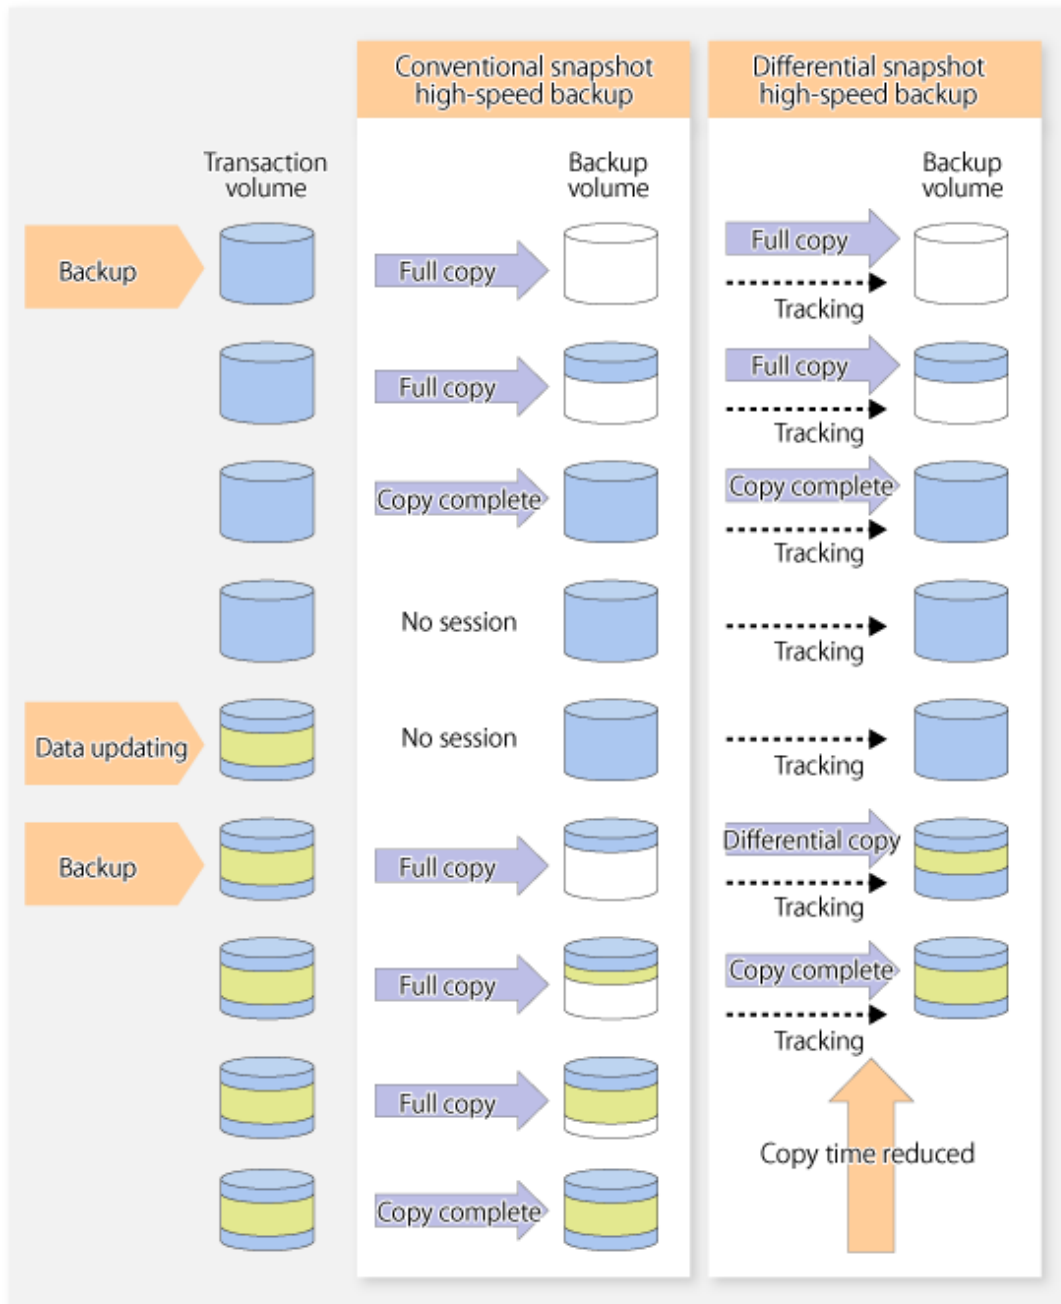 Conventional snapshot
high-speed backup
Differential snapshot
high-speed backup
Transaction
volume
Backup
volume
Backup
volume
Backup
Full copy
Full copy
Tracking
Full copy
Full copy
Tracking
Copy complete
Copy complete
Tracking
No session
Tracking
Data updating
No session
Tracking
Backup
Full copy
Differential copy
Tracking
Full copy
Copy complete
Tracking
Full copy
Copy time reduced
Copy complete